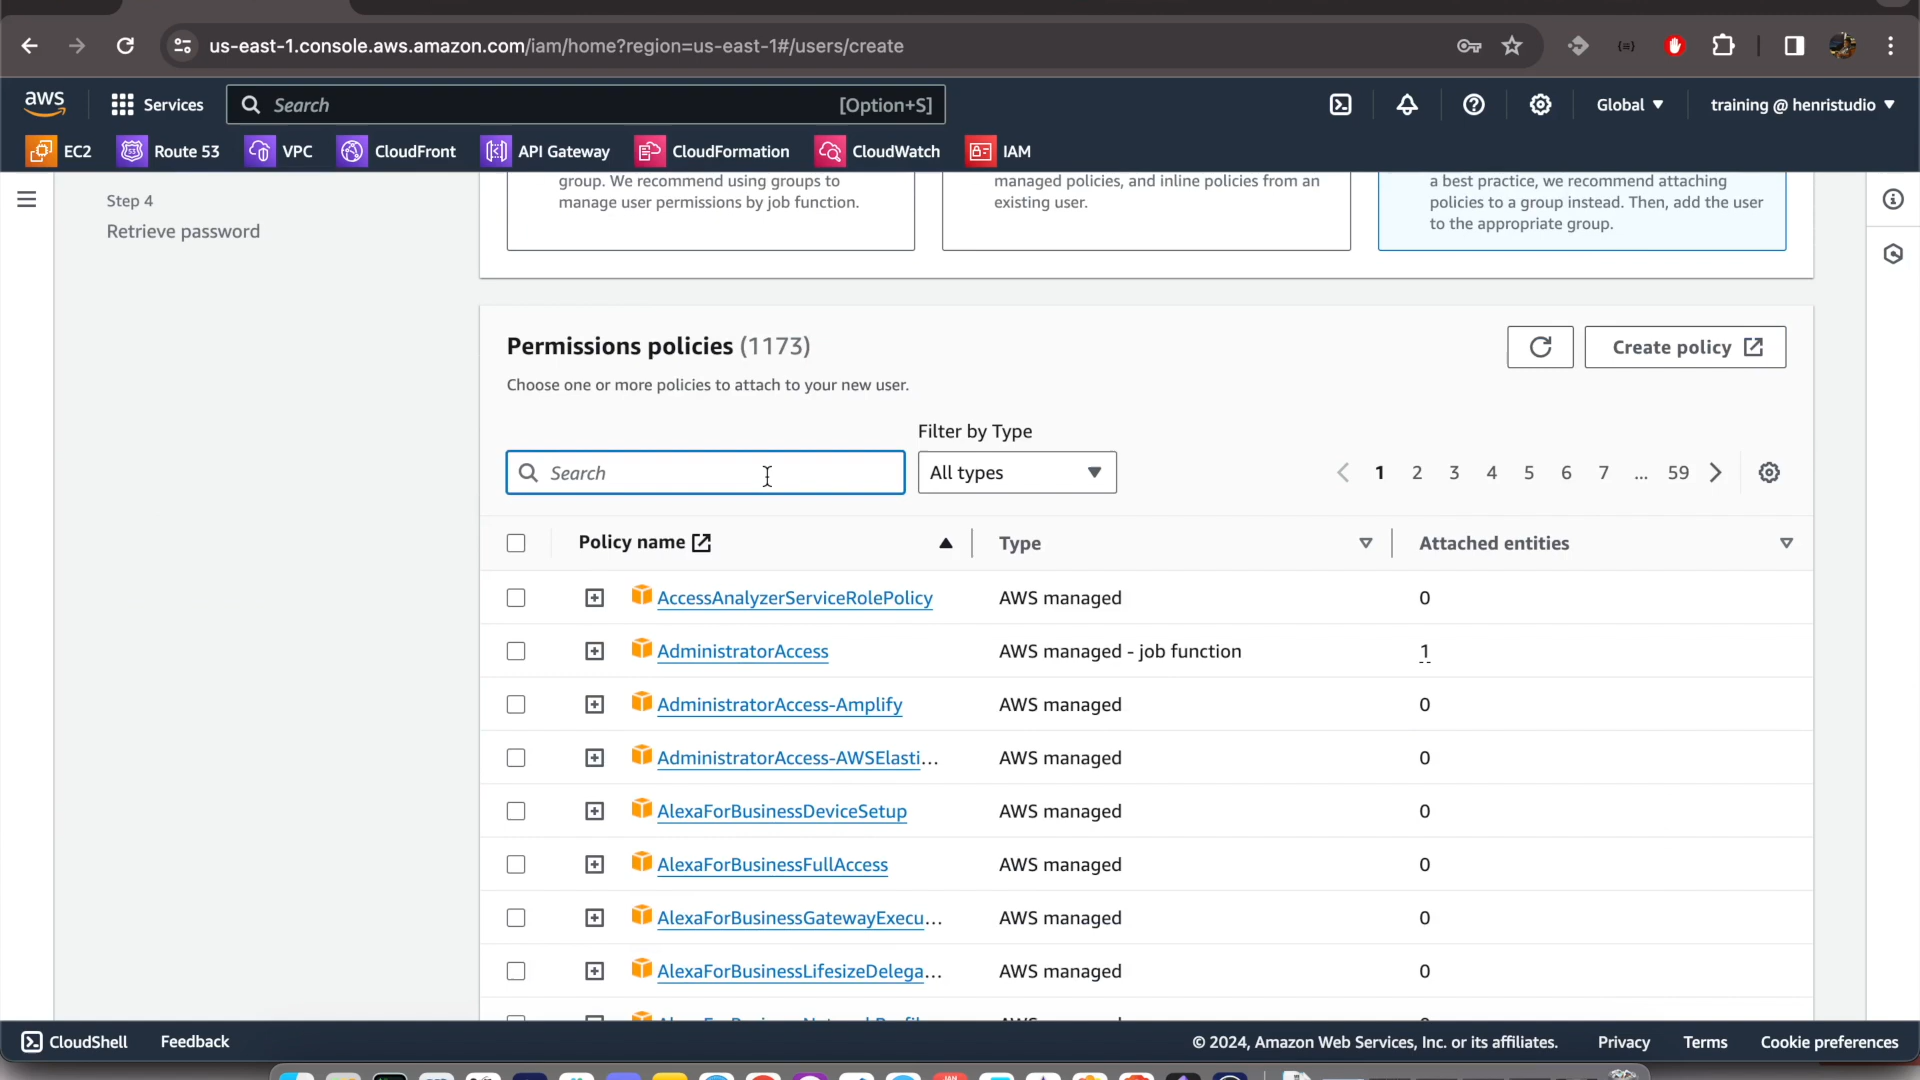 us-east-1.console.aws.amazon.com/iam/home?region=us-east-1#/users/create
aws
Services
Search
[Option+S]
Global
training @ henristudio
EC2
Route 53
VPC
CloudFront
API Gateway
CloudFormation
CloudWatch
IAM
Step 4
Retrieve password
group. We recommend using groups to
manage user permissions by job function.
managed policies, and inline policies from an
existing user.
a best practice, we recommend attaching
policies to a group instead. Then, add the user
to the appropriate group.
Permissions policies (1173)
Create policy
Choose one or more policies to attach to your new user.
Filter by Type
Search
All types
1 2 3 4 5 6 7 ... 59
Policy name
Type
Attached entities
AccessAnalyzerServiceRolePolicy AWS managed 0
AdministratorAccess AWS managed - job function 1
AdministratorAccess-Amplify AWS managed 0
AdministratorAccess-AWSElasti... AWS managed 0
AlexaForBusinessDeviceSetup AWS managed 0
AlexaForBusinessFullAccess AWS managed 0
AlexaForBusinessGatewayExecu... AWS managed 0
AlexaForBusinessLifesizeDelega... AWS managed 0
CloudShell
Feedback
© 2024, Amazon Web Services, Inc. or its affiliates.
Privacy
Terms
Cookie preferences